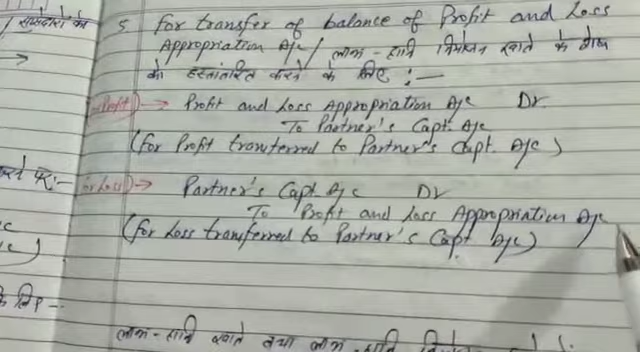 साझेदारों का
5. For transfer of balance of Profit and Loss
Appropriation A/c / लाभ-हानि नियोजन खाते के शेष
को हस्तांतरित करने के लिए :-
Profit → Profit and Loss Appropriation A/c Dr.
To Partner's Capt. A/c
(For Profit transferred to Partner's Capt. A/c)
for Loss → Partner's Capt. A/c Dr
To Profit and Loss Appropriation A/c
(For Loss transferred to Partner's Capt A/c)
के लिए -
लाभ-हानि खाते तथा लाभ-हानि